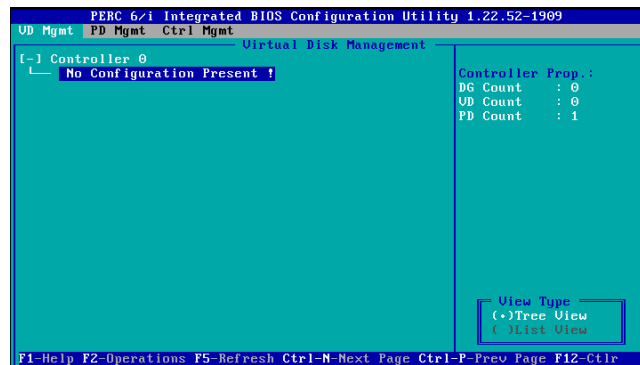 PERC 6/i Integrated BIOS Configuration Utility 1.22.52-1909
VD Mgmt PD Mgmt Ctrl Mgmt
Virtual Disk Management
[-] Controller 0
No Configuration Present !
Controller Prop.:
DG Count : 0
VD Count : 0
PD Count : 1
View Type
(•)Tree View
( )List View
F1-Help F2-Operations F5-Refresh Ctrl-N-Next Page Ctrl-P-Prev Page F12-Ctlr